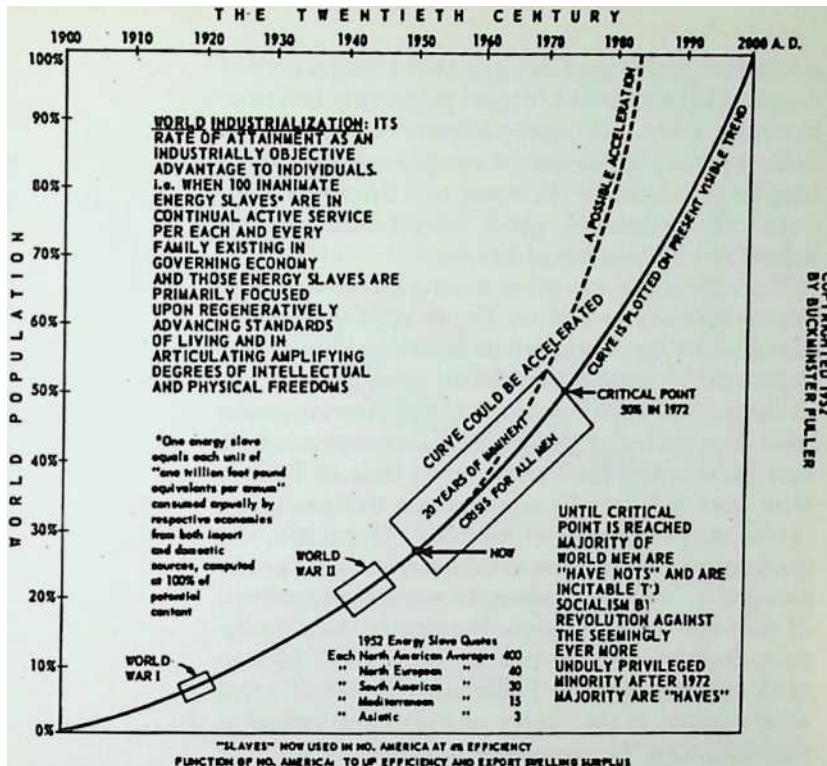 THE TWENTIETH CENTURY
1900 1910 1920 1930 1940 1950 1960 1970 1980 1990 2000 A. D.
100%
90%
80%
70%
60%
50%
40%
30%
20%
10%
0%
WORLD POPULATION
WORLD INDUSTRIALIZATION: ITS
RATE OF ATTAINMENT AS AN
INDUSTRIALLY OBJECTIVE
ADVANTAGE TO INDIVIDUALS.
i.e. WHEN 100 INANIMATE
ENERGY SLAVES* ARE IN
CONTINUAL ACTIVE SERVICE
PER EACH AND EVERY
FAMILY EXISTING IN
GOVERNING ECONOMY
AND THOSE ENERGY SLAVES ARE
PRIMARILY FOCUSED
UPON REGENERATIVELY
ADVANCING STANDARDS
OF LIVING AND IN
ARTICULATING AMPLIFYING
DEGREES OF INTELLECTUAL
AND PHYSICAL FREEDOMS
*One energy slave
equals each unit of
"one trillion foot pound
equivalents per annum"
consumed annually by
respective economies
from both import
and domestic
sources, computed
at 100% of
potential
content
A POSSIBLE ACCELERATION
CURVE IS PLOTTED ON PRESENT VISIBLE TREND
CURVE COULD BE ACCELERATED
20 YEARS OF IMMINENT
CRISIS FOR ALL MEN
CRITICAL POINT
50% IN 1972
NOW
WORLD
WAR II
WORLD
WAR I
UNTIL CRITICAL
POINT IS REACHED
MAJORITY OF
WORLD MEN ARE
"HAVE NOTS" AND ARE
INCITABLE T'J
SOCIALISM BY
REVOLUTION AGAINST
THE SEEMINGLY
EVER MORE
UNDULY PRIVILEGED
MINORITY AFTER 1972
MAJORITY ARE "HAVES"
1952 Energy Slave Quotes
Each North American Averages 400
" North European " 40
" South American " 30
" Mediterranean " 15
" Asiatic " 3
"SLAVES" NOW USED IN NO. AMERICA AT 4% EFFICIENCY
FUNCTION OF NO. AMERICA: TO UP EFFICIENCY AND EXPORT SWELLING SURPLUS
COPYRIGHTED 1952
BY BUCKMINSTER FULLER